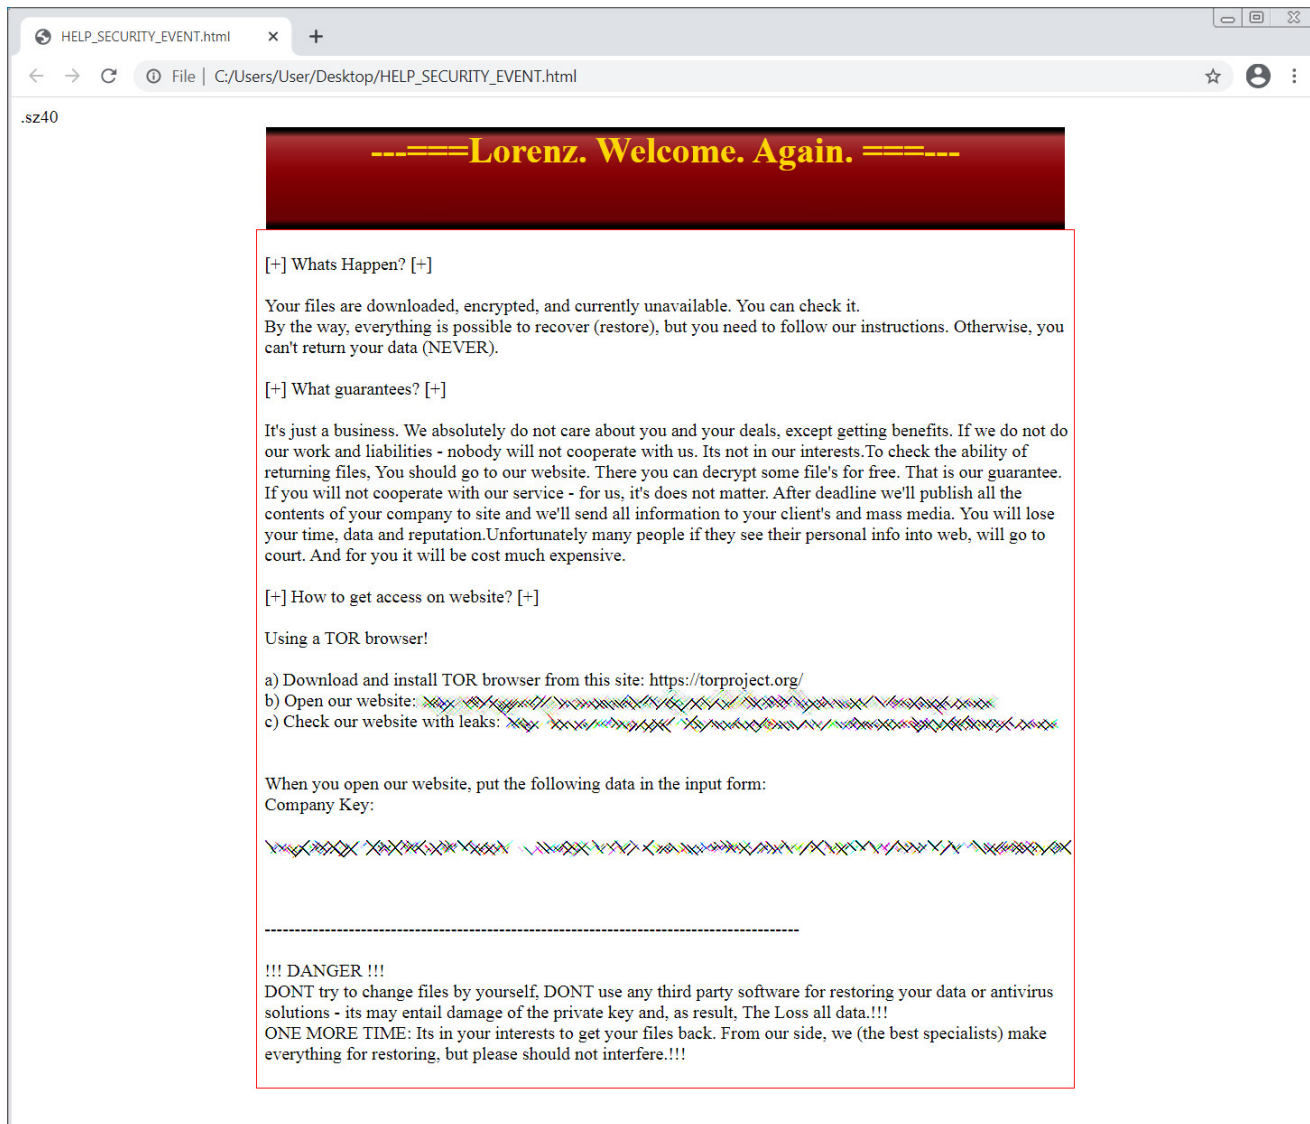 HELP_SECURITY_EVENT.html
File | C:/Users/User/Desktop/HELP_SECURITY_EVENT.html
.sz40
---===Lorenz. Welcome. Again. ===---
[+] Whats Happen? [+]
Your files are downloaded, encrypted, and currently unavailable. You can check it.
By the way, everything is possible to recover (restore), but you need to follow our instructions. Otherwise, you
can't return your data (NEVER).
[+] What guarantees? [+]
It's just a business. We absolutely do not care about you and your deals, except getting benefits. If we do not do
our work and liabilities - nobody will not cooperate with us. Its not in our interests.To check the ability of
returning files, You should go to our website. There you can decrypt some file's for free. That is our guarantee.
If you will not cooperate with our service - for us, it's does not matter. After deadline we'll publish all the
contents of your company to site and we'll send all information to your client's and mass media. You will lose
your time, data and reputation.Unfortunately many people if they see their personal info into web, will go to
court. And for you it will be cost much expensive.
[+] How to get access on website? [+]
Using a TOR browser!
a) Download and install TOR browser from this site: https://torproject.org/
b) Open our website:
c) Check our website with leaks:
When you open our website, put the following data in the input form:
Company Key:
-----------------------------------------------------------------------------------------
!!! DANGER !!!
DONT try to change files by yourself, DONT use any third party software for restoring your data or antivirus
solutions - its may entail damage of the private key and, as result, The Loss all data.!!!
ONE MORE TIME: Its in your interests to get your files back. From our side, we (the best specialists) make
everything for restoring, but please should not interfere.!!!